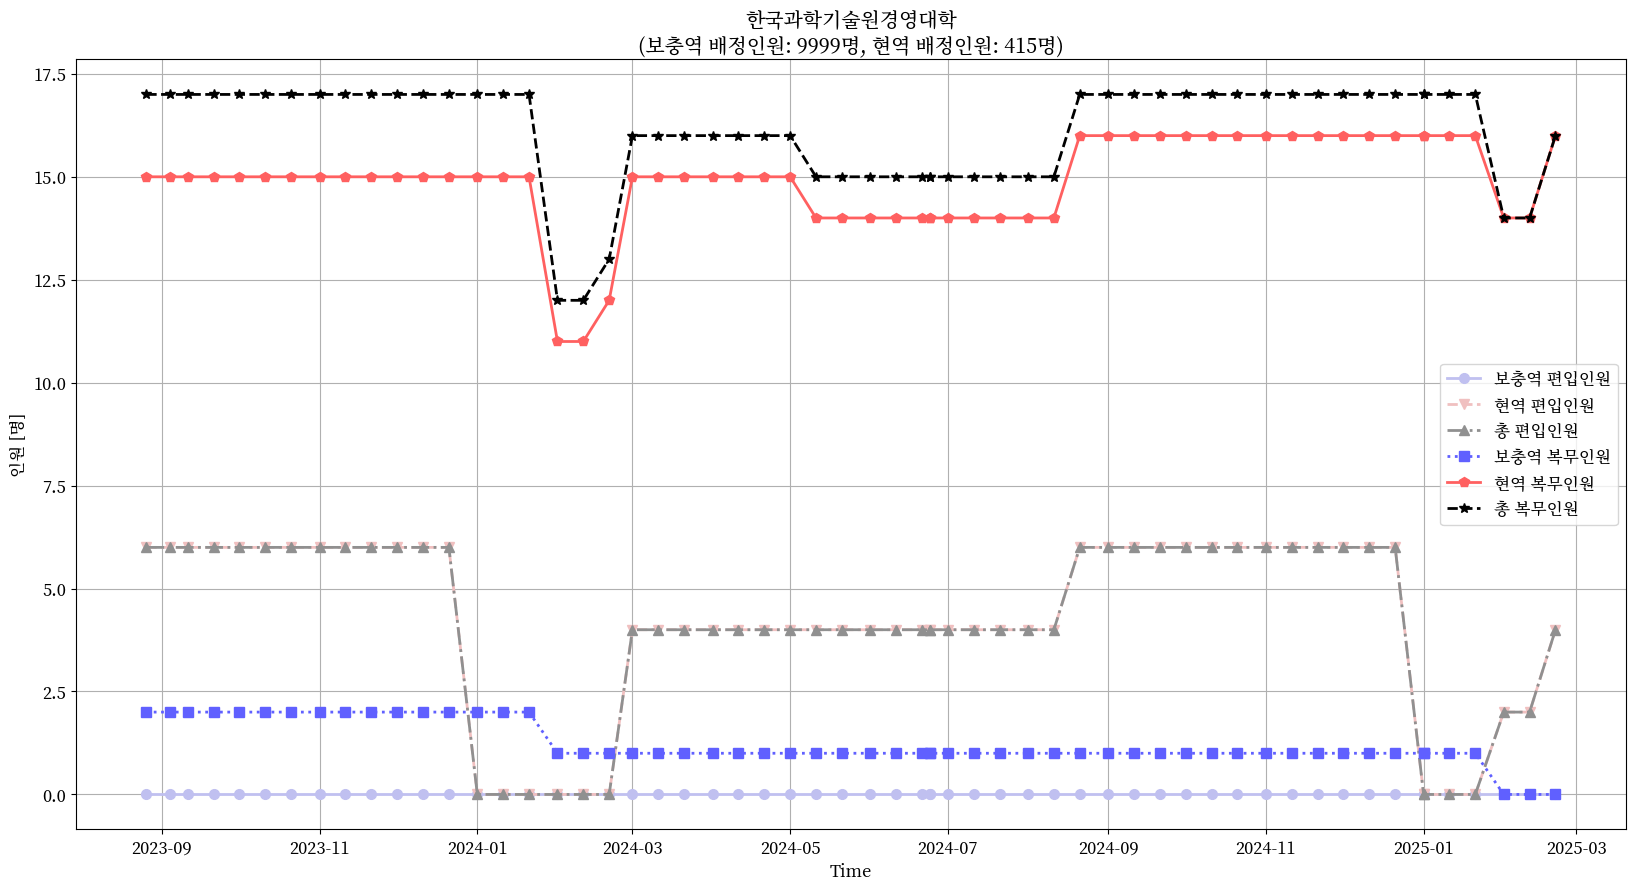 한국과학기술원경영대학
(보충역 배정인원: 9999명, 현역 배정인원: 415명)
17.5
15.0
12.5
10.0
7.5
5.0
2.5
0.0
인원 [명]
보충역 편입인원
현역 편입인원
총 편입인원
보충역 복무인원
현역 복무인원
총 복무인원
2023-09 2023-11 2024-01 2024-03 2024-05 2024-07 2024-09 2024-11 2025-01 2025-03
Time